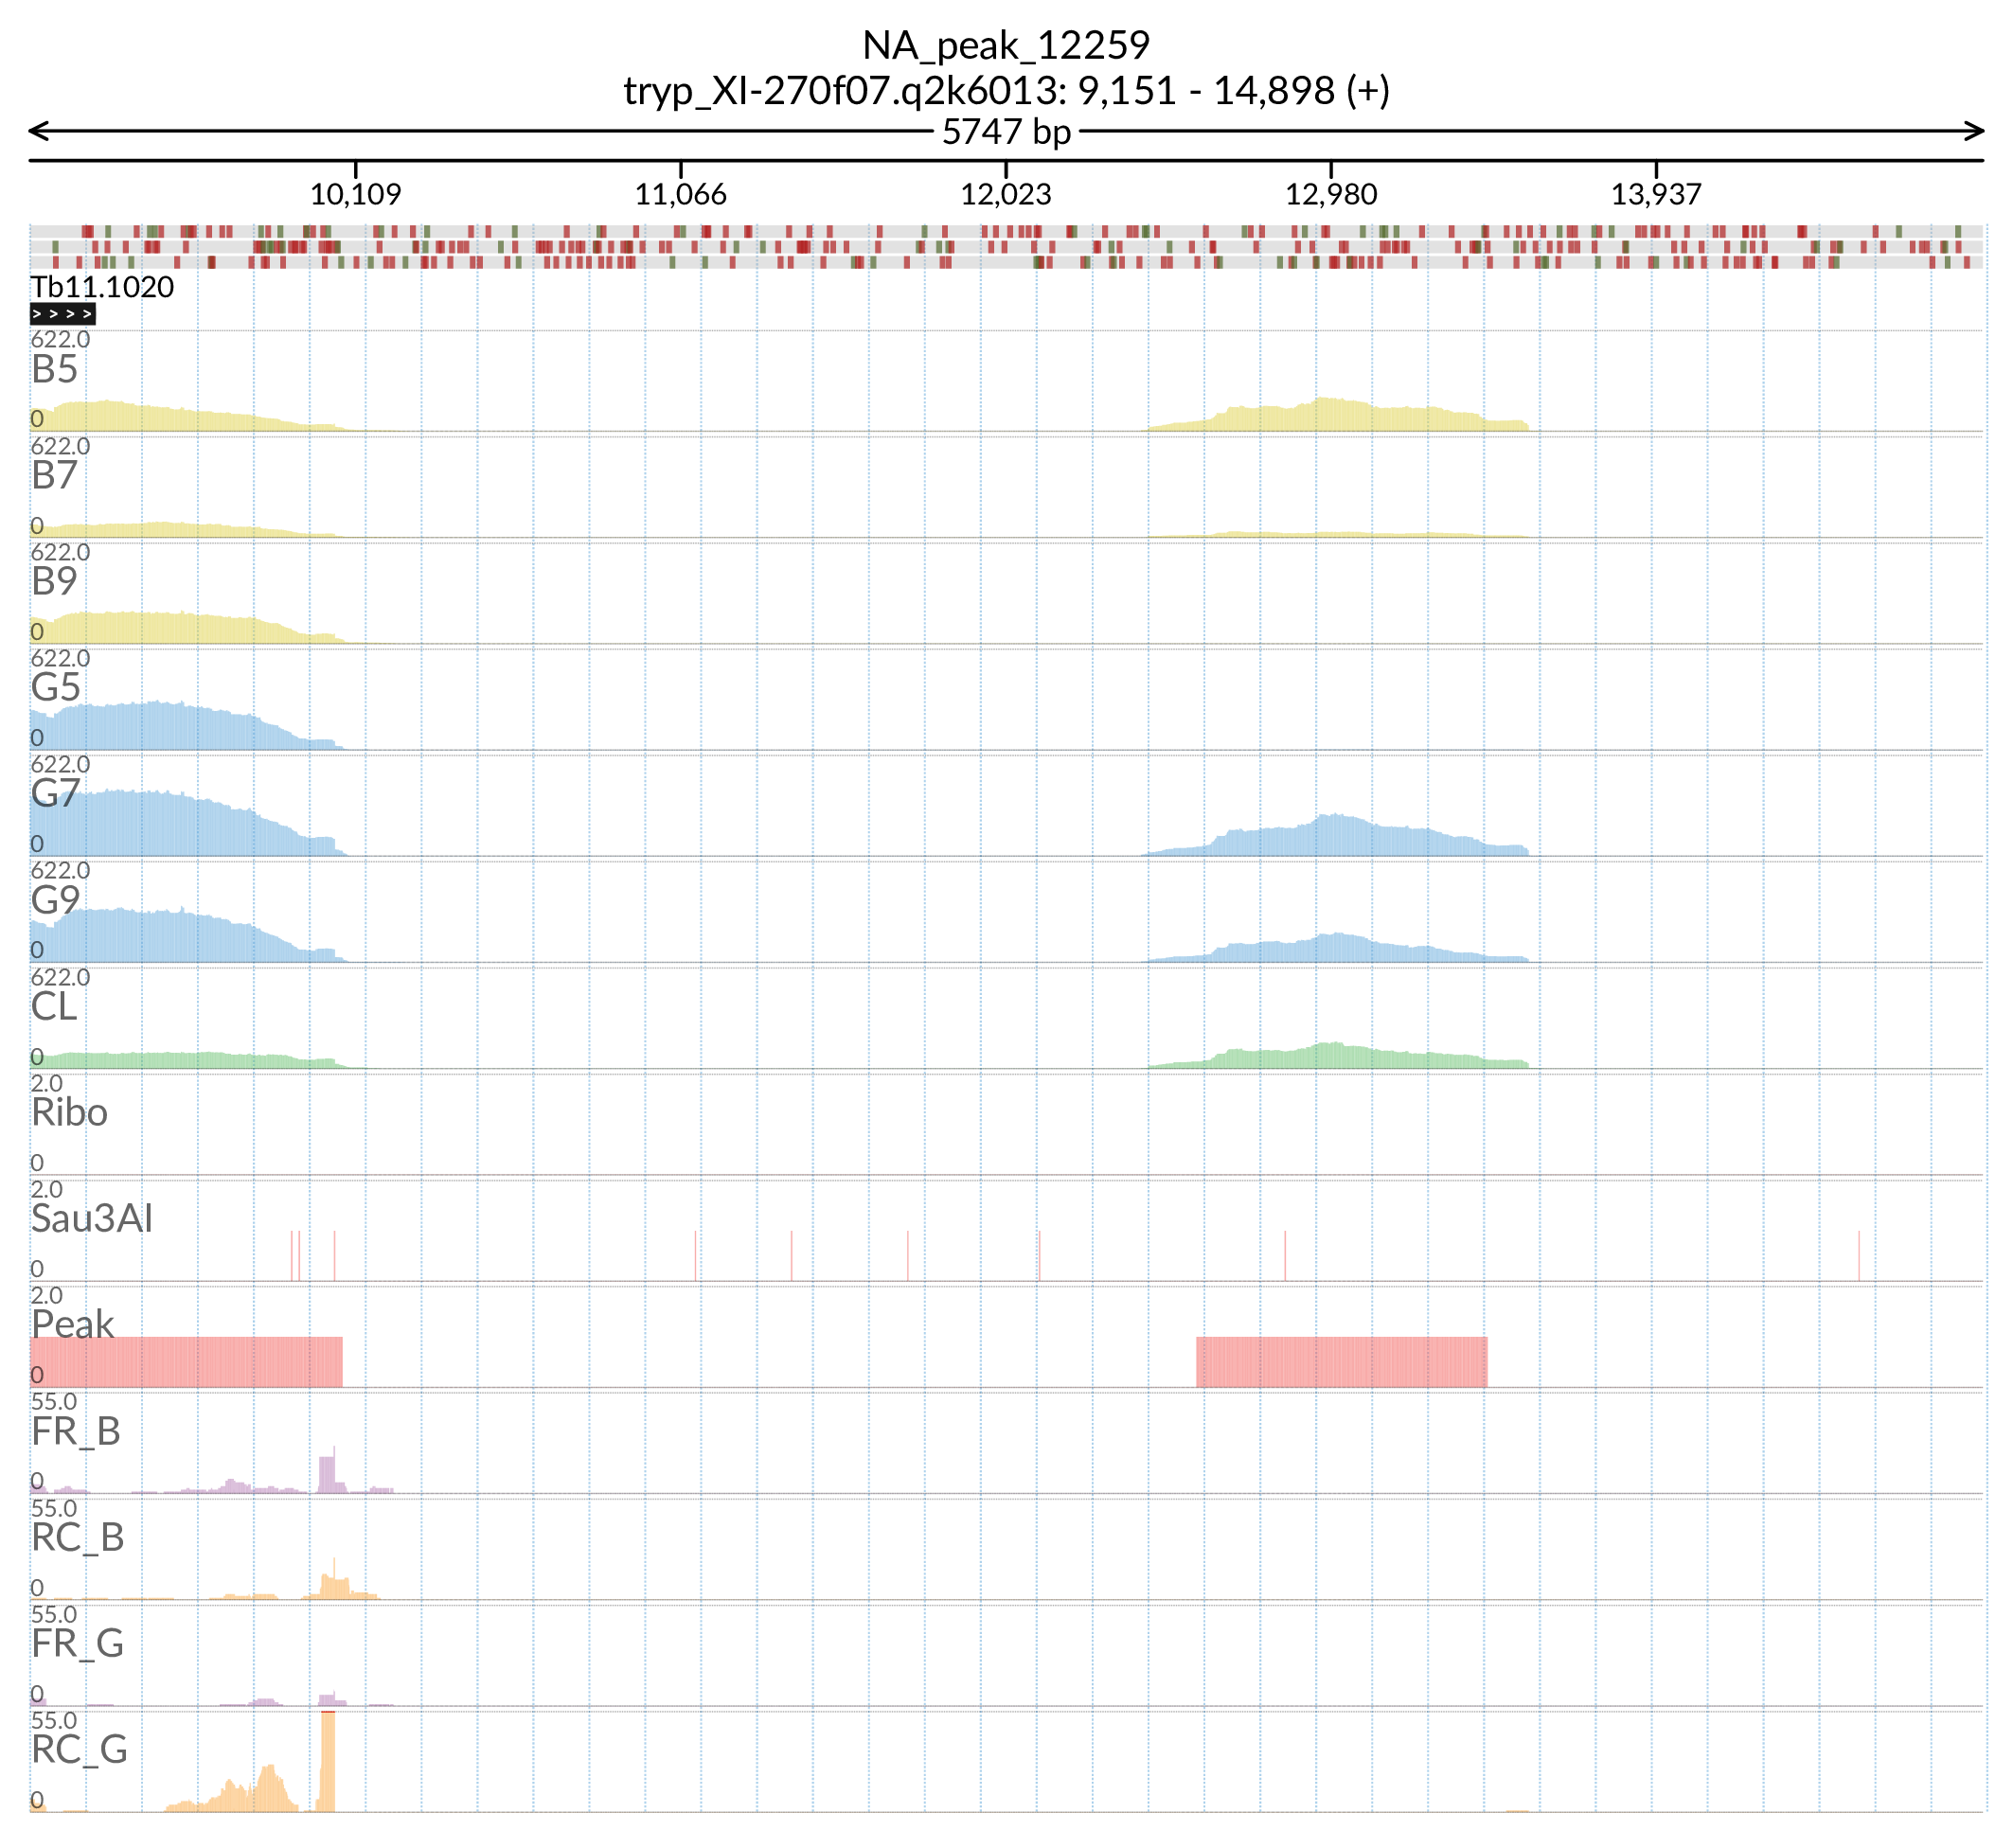 NA_peak_12259
tryp_XI-270f07.q2k6013: 9,151 - 14,898 (+)
5747 bp
10,109 11,066 12,023 12,980 13,937
Tb11.1020
> > > >
622.0
B5
0
622.0
B7
0
622.0
B9
0
622.0
G5
0
622.0
G7
0
622.0
G9
0
622.0
CL
0
2.0
Ribo
0
2.0
Sau3AI
0
2.0
Peak
0
55.0
FR_B
0
55.0
RC_B
0
55.0
FR_G
0
55.0
RC_G
0